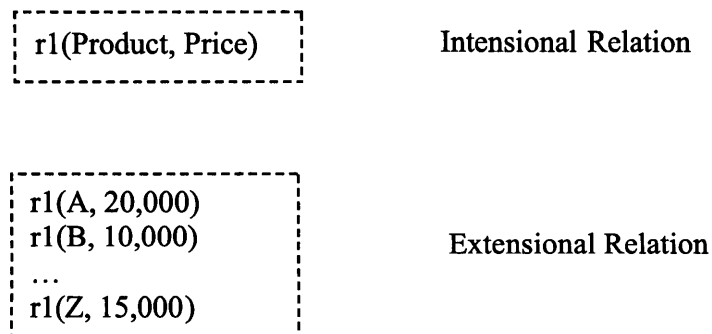 r1(Product, Price) Intensional Relation
r1(A, 20,000)
r1(B, 10,000) Extensional Relation
...
r1(Z, 15,000)